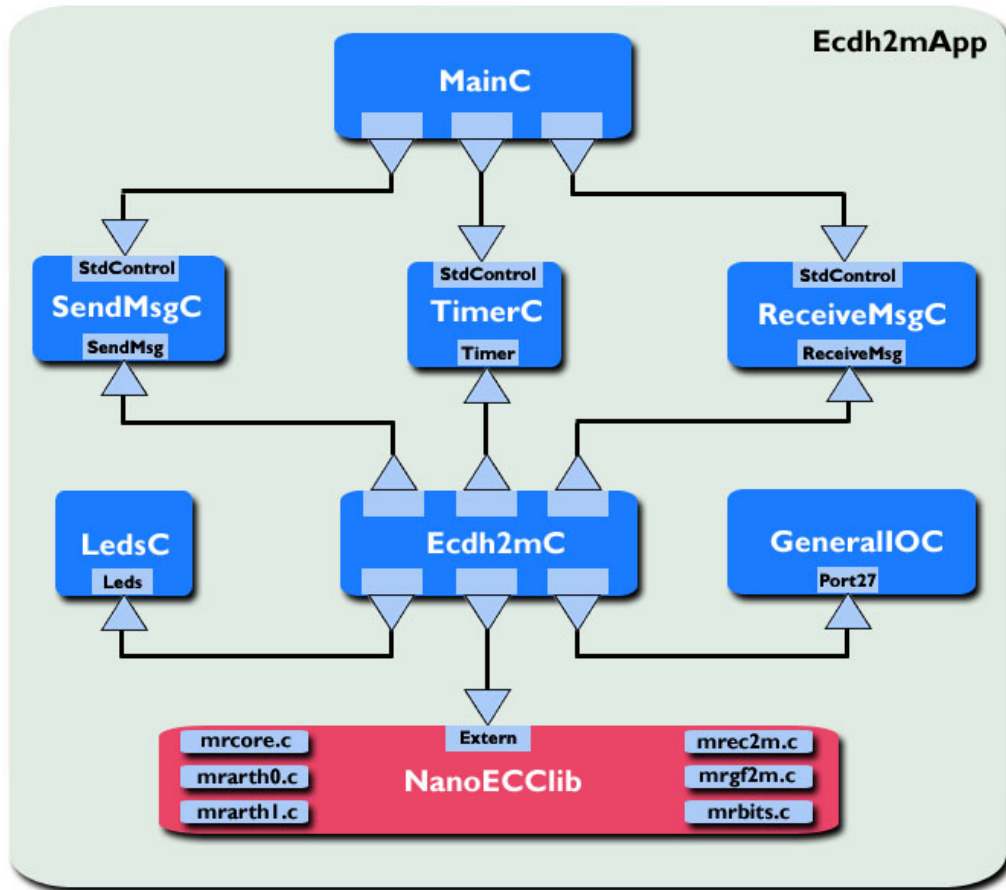 Ecdh2mApp
MainC
StdControl
SendMsgC
SendMsg
StdControl
TimerC
Timer
StdControl
ReceiveMsgC
ReceiveMsg
LedsC
Leds
Ecdh2mC
GeneralIOC
Port27
Extern
NanoECClib
mrcore.c
mrarth0.c
mrarth1.c
mrec2m.c
mrgf2m.c
mrbits.c